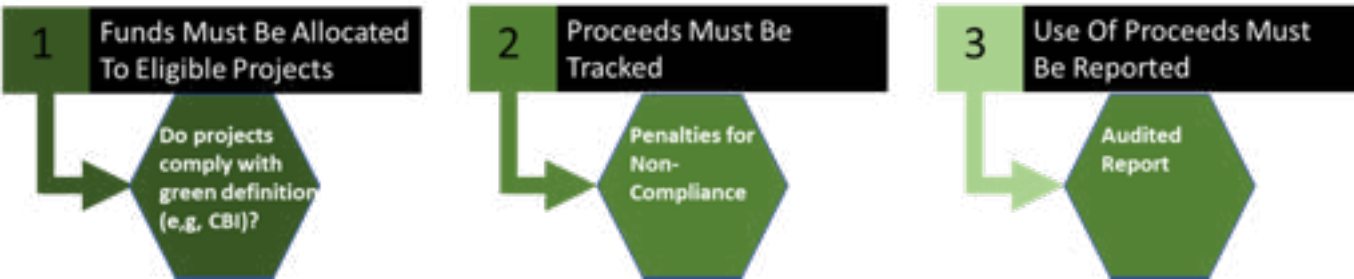 1
Funds Must Be Allocated
To Eligible Projects
Do projects
comply with
green definition
(e,g, CBI)?
2
Proceeds Must Be
Tracked
Penalties for
Non-
Compliance
3
Use Of Proceeds Must
Be Reported
Audited
Report